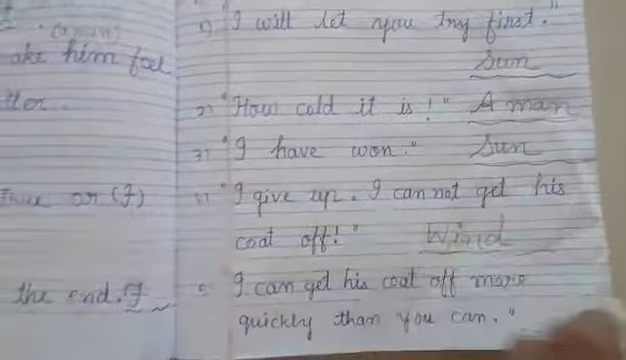 ake him feel
tter.
True or (F)
the end. F
1) "I will let you try first."
Sun
2) "How cold it is!" A man
3) "I have won." Sun
"I give up. I can not get his
coat off!" Wind
I can get his coat off more
quickly than you can."